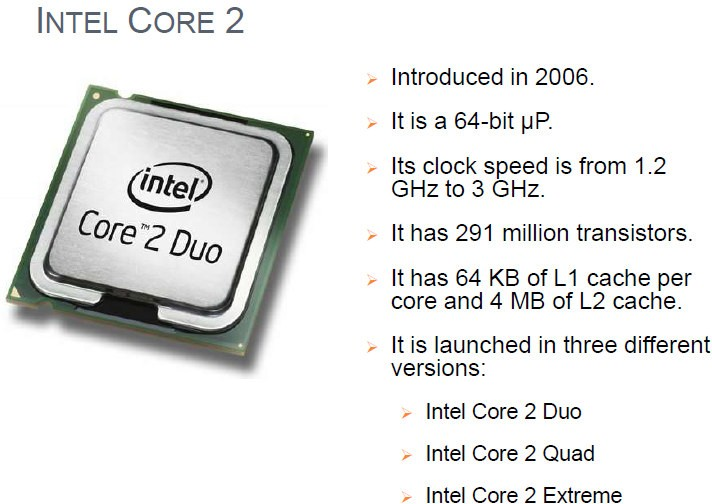 INTEL CORE 2
intel
Core™2 Duo
➢ Introduced in 2006.
➢ It is a 64-bit µP.
➢ Its clock speed is from 1.2
GHz to 3 GHz.
➢ It has 291 million transistors.
➢ It has 64 KB of L1 cache per
core and 4 MB of L2 cache.
➢ It is launched in three different
versions:
➢ Intel Core 2 Duo
➢ Intel Core 2 Quad
➢ Intel Core 2 Extreme